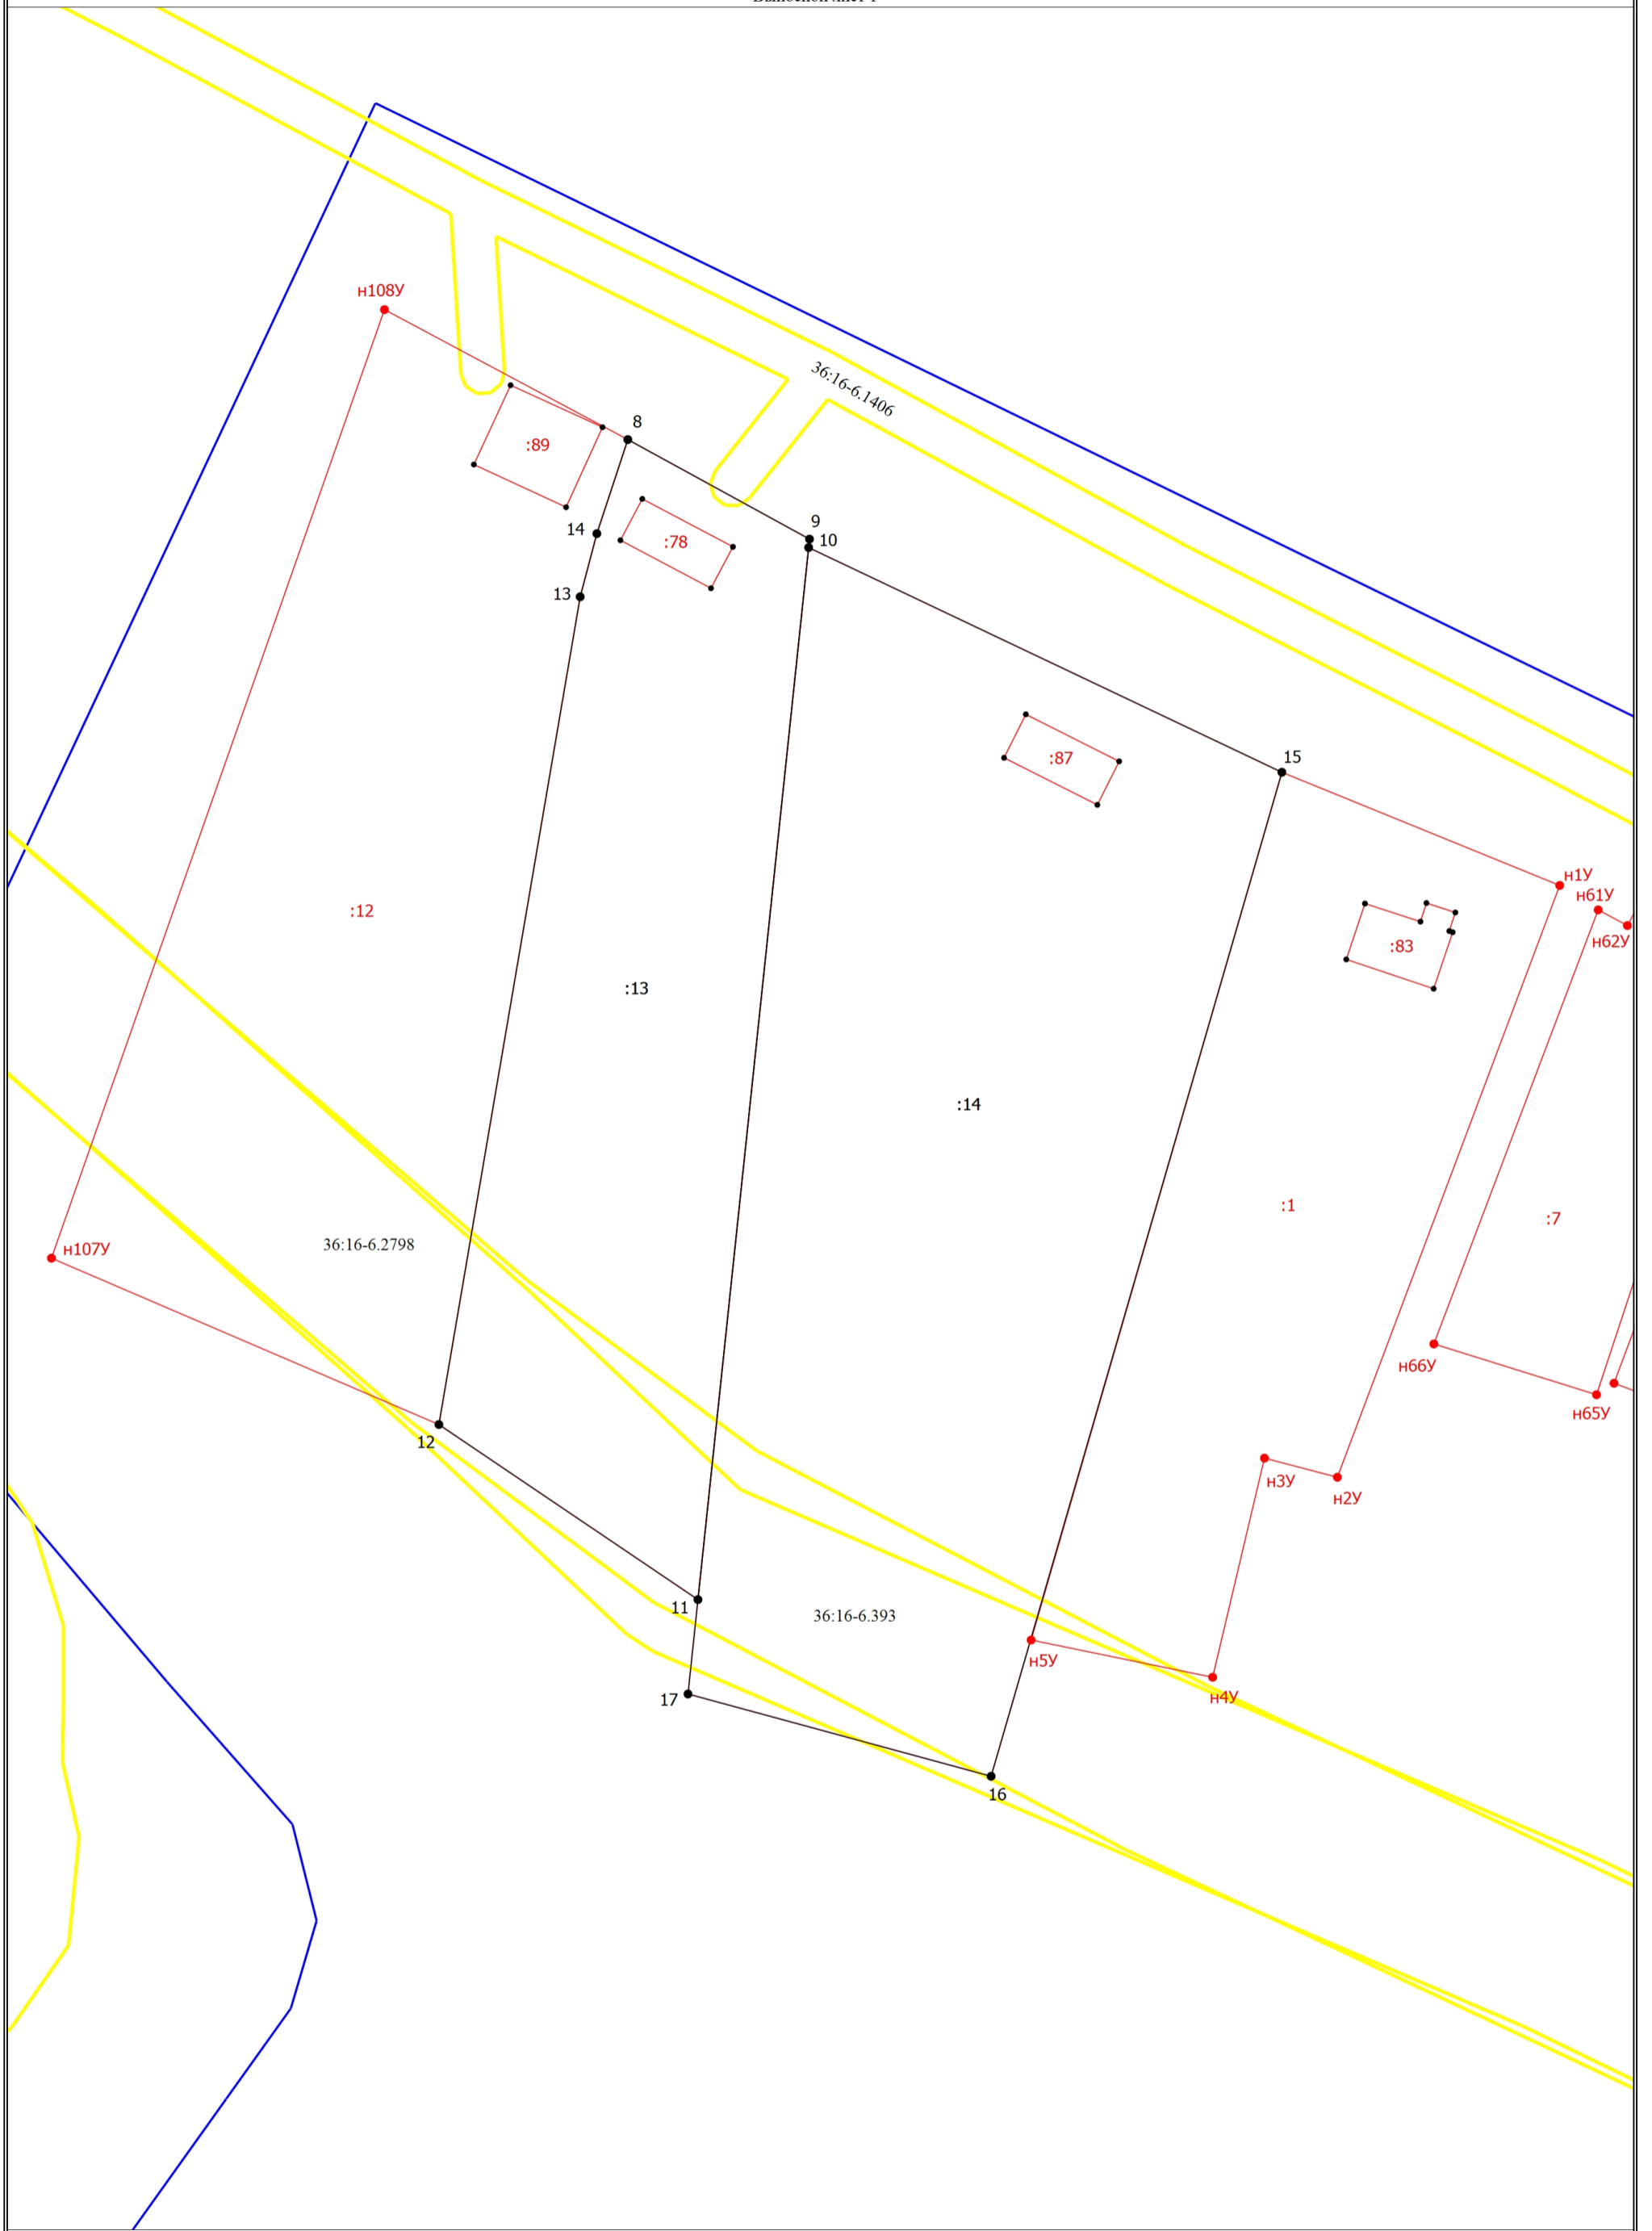 н108У
36:16-6.1406
8
:89
9
14
10
:78
13
15
:87
н1У
н61У
:12
н62У
:83
:13
:14
:1
:7
36:16-6.2798
н107У
н66У
н65У
12
н3У
н2У
11
36:16-6.393
н5У
17
н4У
16